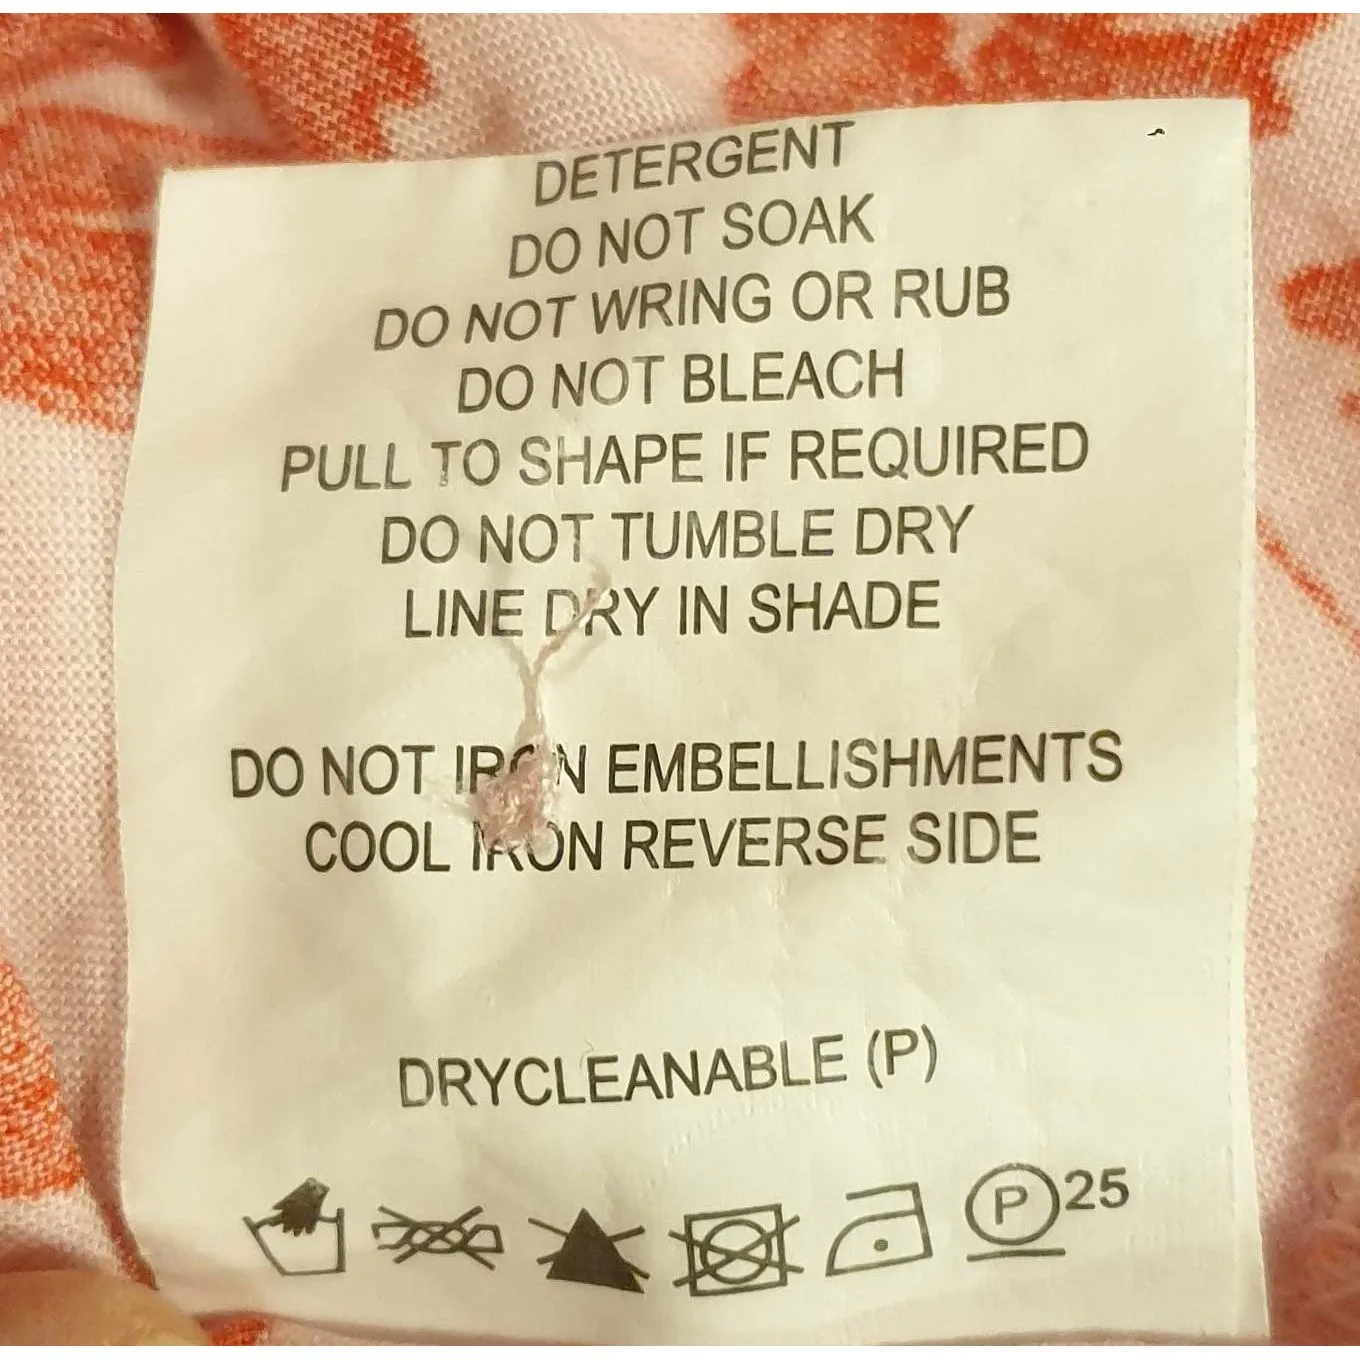 DETERGENT
DO NOT SOAK
DO NOT WRING OR RUB
DO NOT BLEACH
PULL TO SHAPE IF REQUIRED
DO NOT TUMBLE DRY
LINE DRY IN SHADE
DO NOT IRON EMBELLISHMENTS
COOL IRON REVERSE SIDE
DRYCLEANABLE (P)
P 25